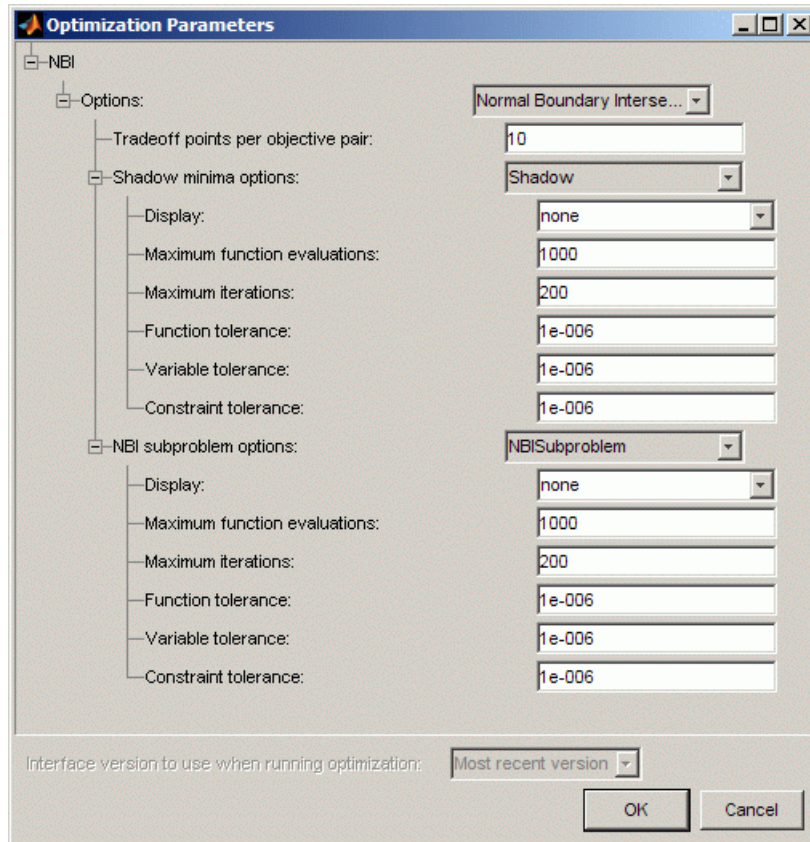 Optimization Parameters
NBI
Options: Normal Boundary Interse...
Tradeoff points per objective pair: 10
Shadow minima options: Shadow
Display: none
Maximum function evaluations: 1000
Maximum iterations: 200
Function tolerance: 1e-006
Variable tolerance: 1e-006
Constraint tolerance: 1e-006
NBI subproblem options: NBISubproblem
Display: none
Maximum function evaluations: 1000
Maximum iterations: 200
Function tolerance: 1e-006
Variable tolerance: 1e-006
Constraint tolerance: 1e-006
Interface version to use when running optimization: Most recent version
OK Cancel